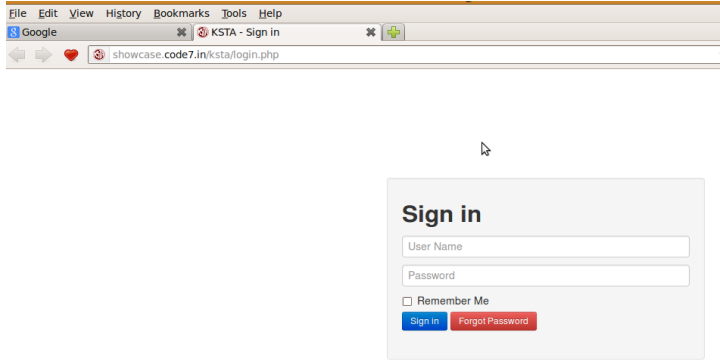 File Edit View History Bookmarks Tools Help
8 Google KSTA - Sign in
showcase.code7.in/ksta/login.php
Sign in
User Name
Password
Remember Me
Sign in Forgot Password